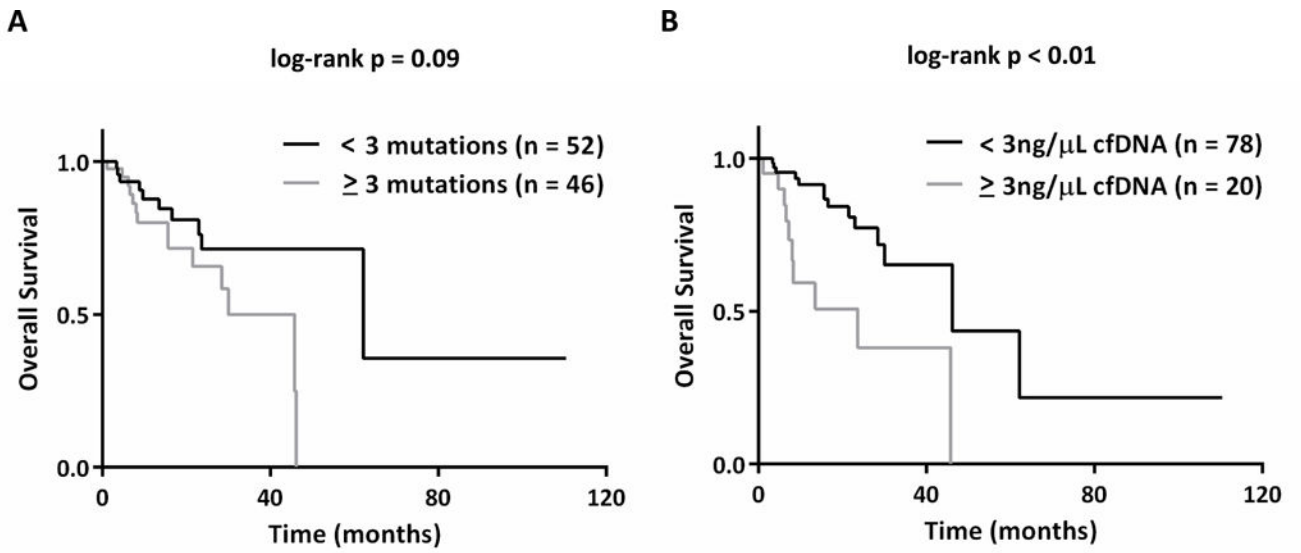 A
log-rank p = 0.09
< 3 mutations (n = 52)
≥ 3 mutations (n = 46)
Overall Survival
1.0
0.5
0.0
0
40
80
120
Time (months)
B
log-rank p < 0.01
< 3ng/μL cfDNA (n = 78)
≥ 3ng/μL cfDNA (n = 20)
Overall Survival
1.0
0.5
0.0
0
40
80
120
Time (months)